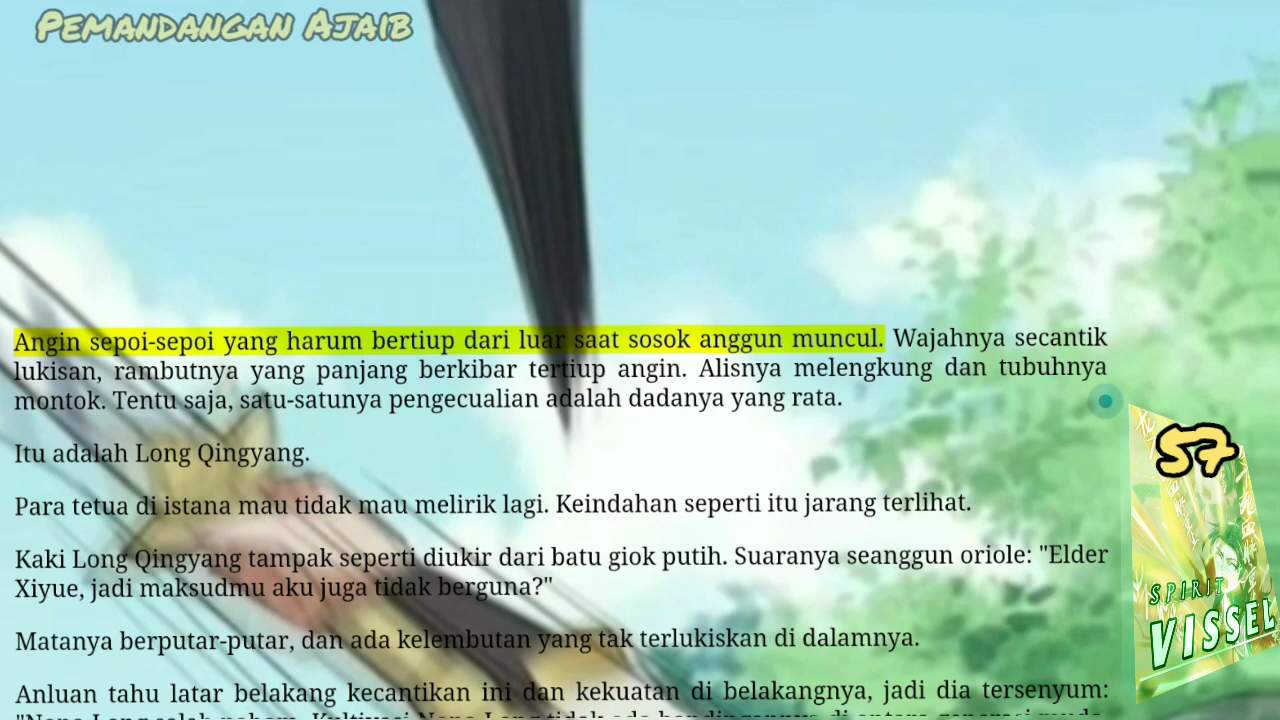 Pemandangan Ajaib
Angin sepoi-sepoi yang harum bertiup dari luar saat sosok anggun muncul. Wajahnya secantik
lukisan, rambutnya yang panjang berkibar tertiup angin. Alisnya melengkung dan tubuhnya
montok. Tentu saja, satu-satunya pengecualian adalah dadanya yang rata.
Itu adalah Long Qingyang.
Para tetua di istana mau tidak mau melirik lagi. Keindahan seperti itu jarang terlihat.
Kaki Long Qingyang tampak seperti diukir dari batu giok putih. Suaranya seanggun oriole: "Elder
Xiyue, jadi maksudmu aku juga tidak berguna?"
Matanya berputar-putar, dan ada kelembutan yang tak terlukiskan di dalamnya.
Anluan tahu latar belakang kecantikan ini dan kekuatan di belakangnya, jadi dia tersenyum:
57
SPIRIT
VISSEL